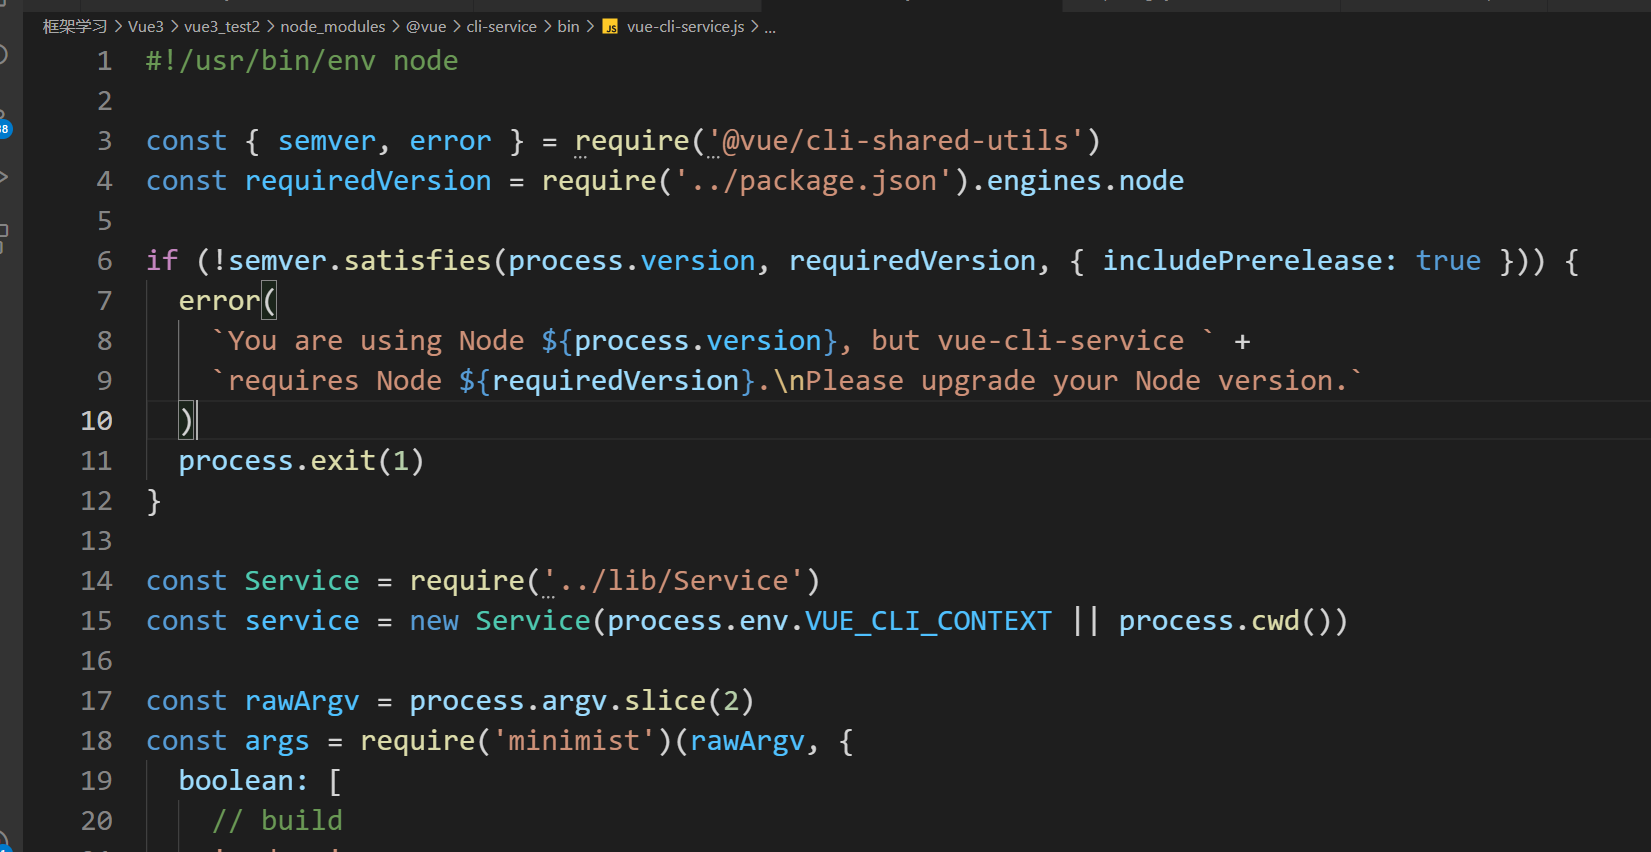 框架学习 > Vue3 > vue3_test2 > node_modules > @vue > cli-service > bin > JS vue-cli-service.js > ...
1 #!/usr/bin/env node
2
3 const { semver, error } = require('@vue/cli-shared-utils')
4 const requiredVersion = require('../package.json').engines.node
5
6 if (!semver.satisfies(process.version, requiredVersion, { includePrerelease: true })) {
7 error(
8 `You are using Node ${process.version}, but vue-cli-service ` +
9 `requires Node ${requiredVersion}.\nPlease upgrade your Node version.`
10 )
11 process.exit(1)
12 }
13
14 const Service = require('../lib/Service')
15 const service = new Service(process.env.VUE_CLI_CONTEXT || process.cwd())
16
17 const rawArgv = process.argv.slice(2)
18 const args = require('minimist')(rawArgv, {
19 boolean: [
20 // build